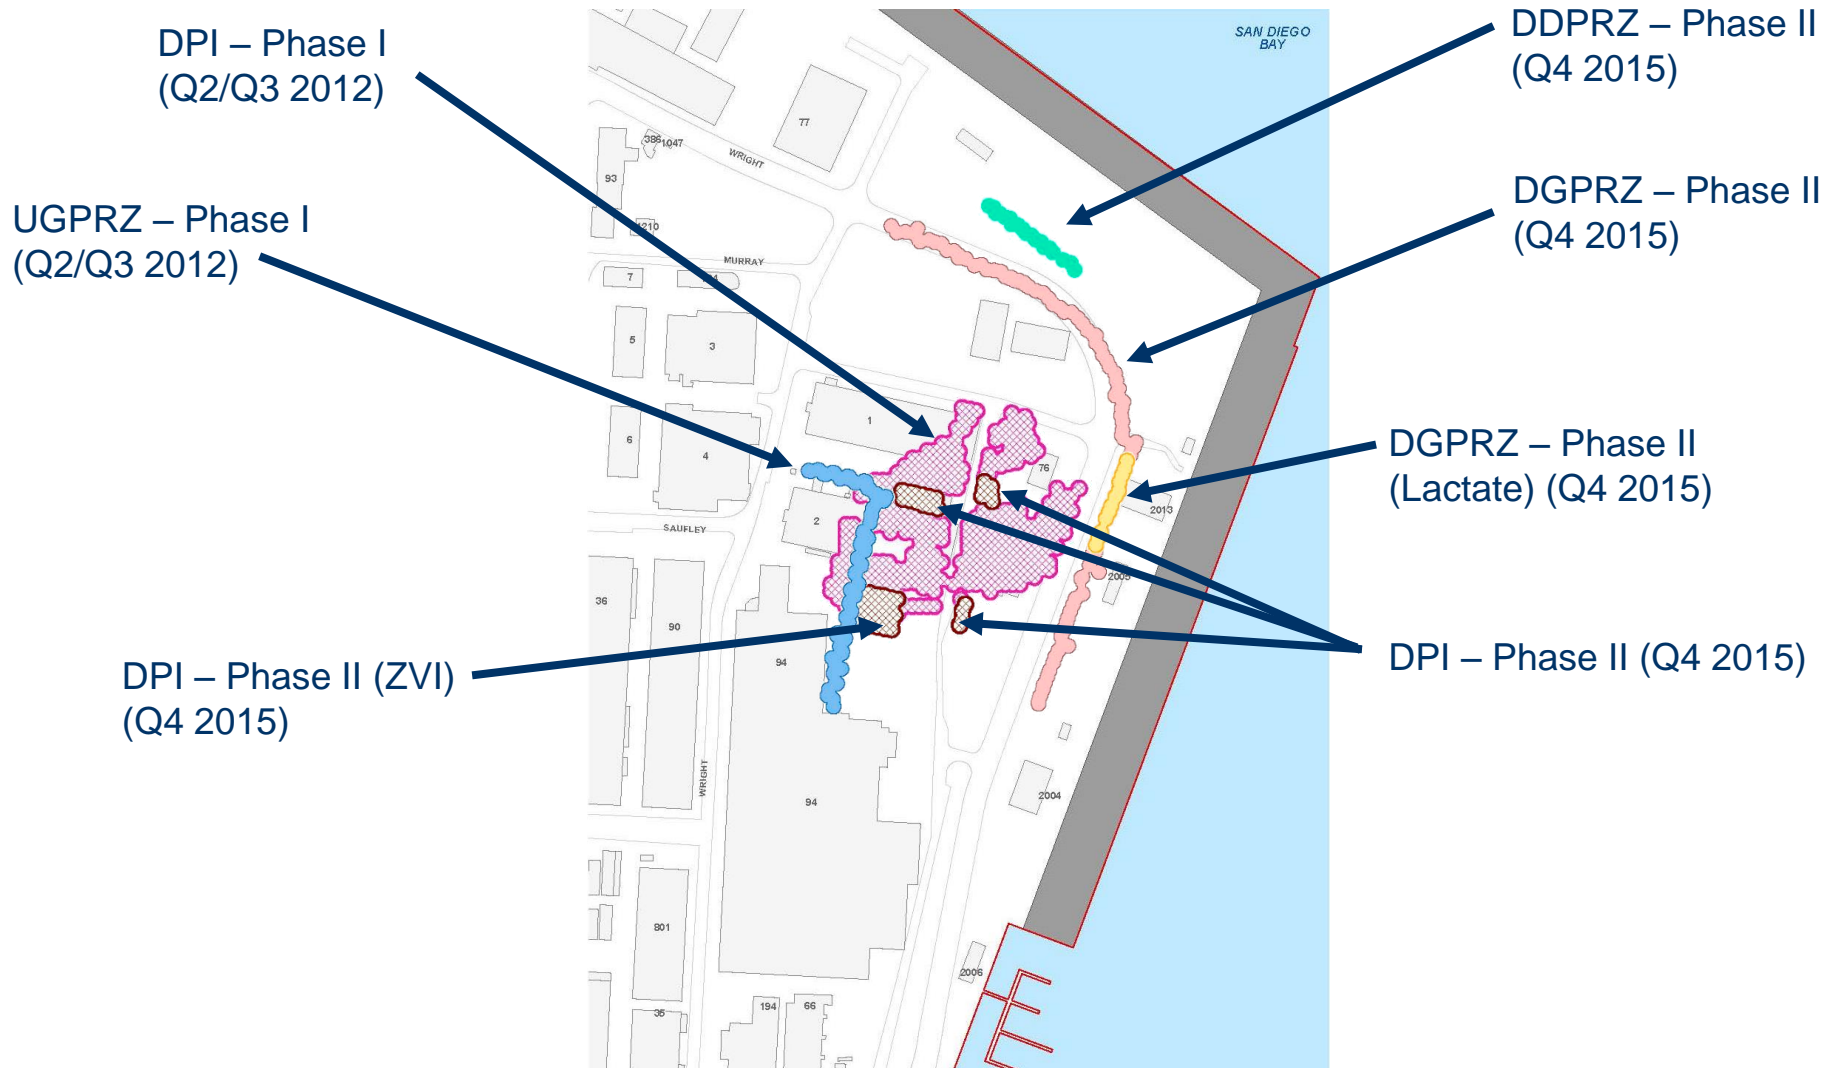 DPI – Phase I
(Q2/Q3 2012)
UGPRZ – Phase I
(Q2/Q3 2012)
DPI – Phase II (ZVI)
(Q4 2015)
DDPRZ – Phase II
(Q4 2015)
DGPRZ – Phase II
(Q4 2015)
DGPRZ – Phase II
(Lactate) (Q4 2015)
DPI – Phase II (Q4 2015)
SAN DIEGO
BAY
77
WRIGHT
1047
93
MURRAY
7
5
3
1
6
4
76
2
2013
SAUFLEY
2005
36
90
94
WRIGHT
94
2004
801
2006
194
66
35